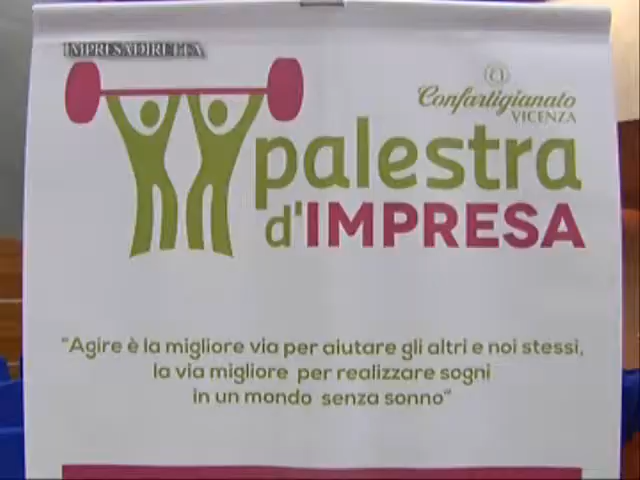 IMPRESADIRETTA
Confartigianato
VICENZA
palestra
d'IMPRESA
"Agire è la migliore via per aiutare gli altri e noi stessi,
la via migliore per realizzare sogni
in un mondo senza sonno"